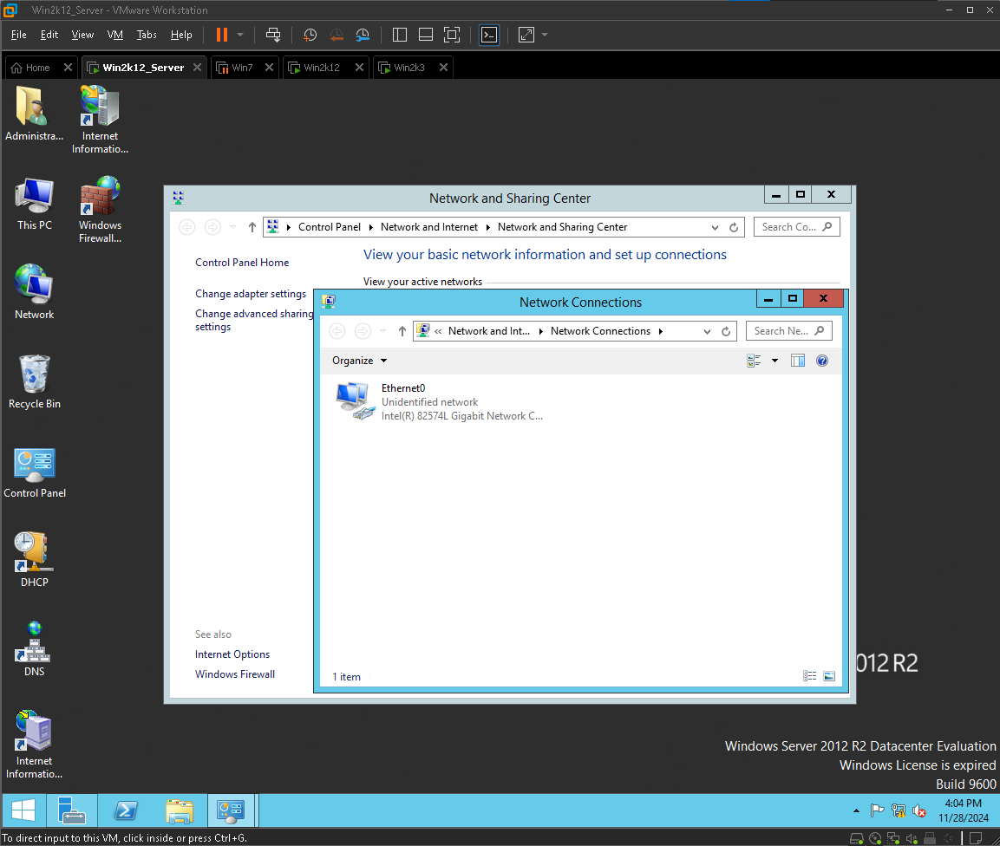 Win2k12_Server - VMware Workstation
File Edit View VM Tabs Help
Home Win2k12_Server Win7 Win2k12 Win2k3
Administra...
Internet
Informatio...
This PC
Windows
Firewall...
Network
Recycle Bin
Control Panel
DHCP
DNS
Internet
Informatio...
Network and Sharing Center
Control Panel Network and Internet Network and Sharing Center
Search Co...
Control Panel Home
Change adapter settings
Change advanced sharing
settings
View your basic network information and set up connections
View your active networks
See also
Internet Options
Windows Firewall
Network Connections
« Network and Int... Network Connections
Search Ne...
Organize
Ethernet0
Unidentified network
Intel(R) 82574L Gigabit Network C...
1 item
012 R2
Windows Server 2012 R2 Datacenter Evaluation
Windows License is expired
Build 9600
4:04 PM
11/28/2024
To direct input to this VM, click inside or press Ctrl+G.